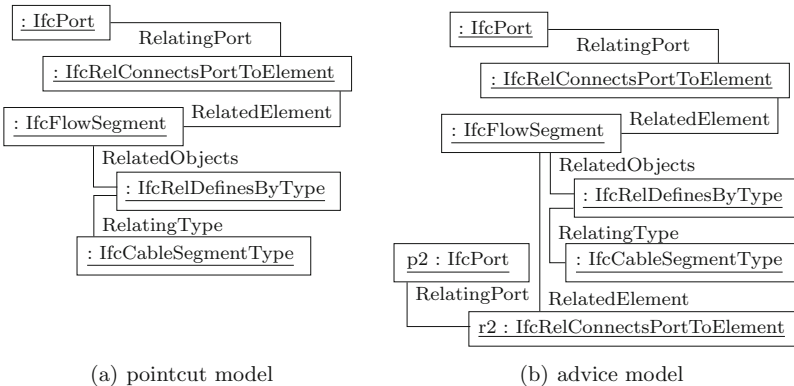 : IfcPort
RelatingPort
: IfcRelConnectsPortToElement
RelatedElement
: IfcFlowSegment
RelatedObjects
: IfcRelDefinesByType
RelatingType
: IfcCableSegmentType
(a) pointcut model
: IfcPort
RelatingPort
: IfcRelConnectsPortToElement
RelatedElement
: IfcFlowSegment
RelatedObjects
: IfcRelDefinesByType
RelatingType
: IfcCableSegmentType
p2 : IfcPort
RelatingPort
RelatedElement
r2 : IfcRelConnectsPortToElement
(b) advice model